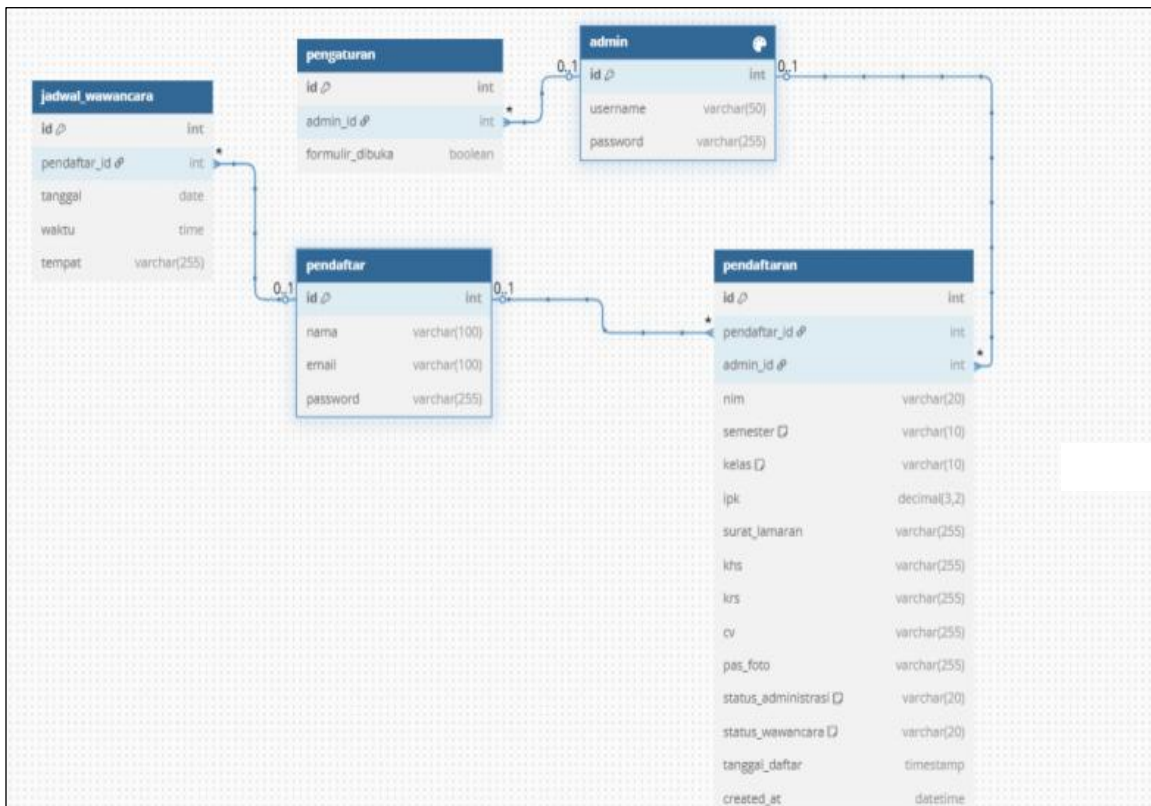 jadwal_wawancara
id int
pendaftar_id int
tanggal date
waktu time
tempat varchar(255)
pengaturan
id int
admin_id int
formulir_dibuka boolean
admin
id int
username varchar(50)
password varchar(255)
pendaftar
id int
nama varchar(100)
email varchar(100)
password varchar(255)
pendaftaran
id int
pendaftar_id int
admin_id int
nim varchar(20)
semester varchar(10)
kelas varchar(10)
ipk decimal(3,2)
surat_lamaran varchar(255)
khs varchar(255)
krs varchar(255)
cv varchar(255)
pas_foto varchar(255)
status_administrasi varchar(20)
status_wawancara varchar(20)
tanggal_daftar timestamp
created_at datetime
*
0..1
*
0..1
0..1
*
0..1
*